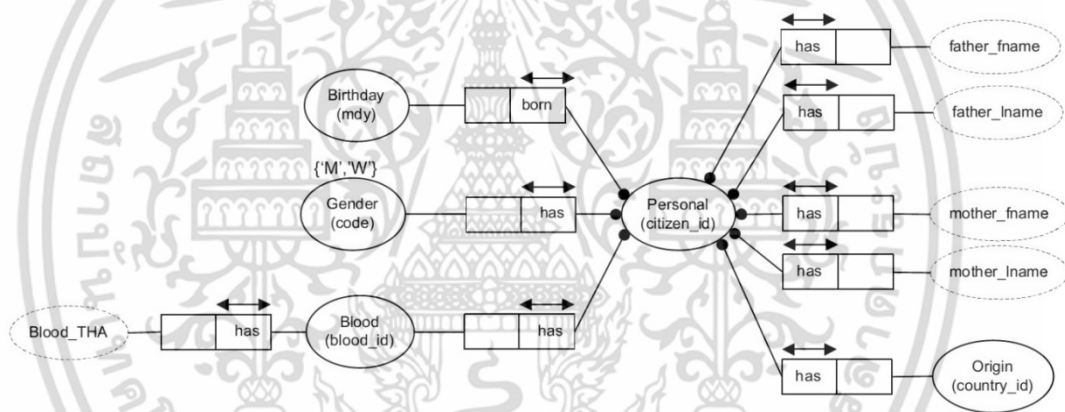 has
father_fname
Birthday
(mdy)
born
has
father_lname
{'M','W'}
Gender
(code)
has
Personal
(citizen_id)
has
mother_fname
has
mother_lname
Blood_THA
has
Blood
(blood_id)
has
has
Origin
(country_id)